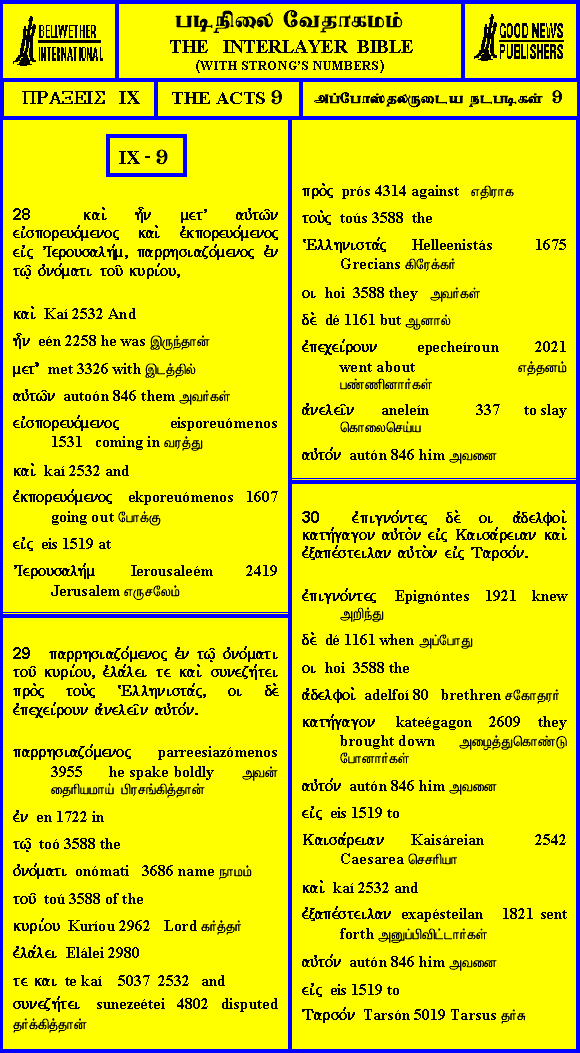 BELLWETHER
INTERNATIONAL
படிநிலை வேதாகமம்
THE INTERLAYER BIBLE
(WITH STRONG'S NUMBERS)
GOOD NEWS
PUBLISHERS
ΠΡΑΞΕΙΣ IX
THE ACTS 9
அப்போஸ்தலருடைய நடபடிகள் 9
IX - 9
28 καὶ ἦν μετ' αὐτῶν
εἰσπορευόμενος καὶ ἐκπορευόμενος
εἰς Ἰερουσαλήμ, παρρησιαζόμενος ἐν
τῷ ὀνόματι τοῦ κυρίου,
καὶ Kaí 2532 And
ἦν eén 2258 he was இருந்தான்
μετ' met 3326 with இடத்தில்
αὐτῶν autoón 846 them அவர்கள்
εἰσπορευόμενος eisporeuómenos
1531 coming in வரத்து
καὶ kaí 2532 and
ἐκπορευόμενος ekporeuómenos 1607
going out போக்கு
εἰς eis 1519 at
Ἰερουσαλήμ Ierousaleém 2419
Jerusalem எருசலேம்
29 παρρησιαζόμενος ἐν τῷ ὀνόματι
τοῦ κυρίου, ἐλάλει τε καὶ συνεζήτει
πρὸς τοὺς Ἑλληνιστάς, οι δὲ
ἐπεχείρουν ἀνελεῖν αὐτόν.
παρρησιαζόμενος parreesiazómenos
3955 he spake boldly அவன்
தைரியமாய் பிரசங்கித்தான்
ἐν en 1722 in
τῷ toó 3588 the
ὀνόματι onómati 3686 name நாமம்
τοῦ toú 3588 of the
κυρίου Kuríou 2962 Lord கர்த்தர்
ἐλάλει Elálei 2980
τε και te kaí 5037 2532 and
συνεζήτει sunezeétei 4802 disputed
தர்க்கித்தான்
πρὸς prós 4314 against எதிராக
τοὺς toús 3588 the
Ἑλληνιστάς Helleenistás 1675
Grecians கிரேக்கர்
οι hoi 3588 they அவர்கள்
δὲ dé 1161 but ஆனால்
ἐπεχείρουν epecheíroun 2021
went about எத்தனம்
பண்ணினார்கள்
ἀνελεῖν aneleín 337 to slay
கொலைசெய்ய
αὐτόν autón 846 him அவனை
30 ἐπιγνόντες δὲ οι ἀδελφοὶ
κατήγαγον αὐτὸν εἰς Καισάρειαν καὶ
ἐξαπέστειλαν αὐτὸν εἰς Ταρσόν.
ἐπιγνόντες Epignóntes 1921 knew
அறிந்து
δὲ dé 1161 when அப்போது
οι hoi 3588 the
ἀδελφοὶ adelfoí 80 brethren சகோதரர்
κατήγαγον kateégagon 2609 they
brought down அழைத்துகொண்டு
போனார்கள்
αὐτόν autón 846 him அவனை
εἰς eis 1519 to
Καισάρειαν Kaisáreian 2542
Caesarea செசரியா
καὶ kaí 2532 and
ἐξαπέστειλαν exapésteilan 1821 sent
forth அனுப்பிவிட்டார்கள்
αὐτόν autón 846 him அவனை
εἰς eis 1519 to
Ταρσόν Tarsón 5019 Tarsus தர்சு